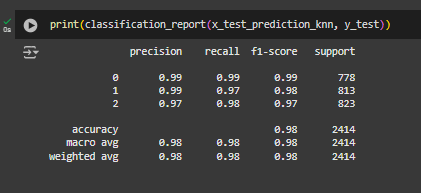 print(classification_report(x_test_prediction_knn, y_test))
0s
precision recall f1-score support
0 0.99 0.99 0.99 778
1 0.99 0.97 0.98 813
2 0.97 0.98 0.97 823
accuracy 0.98 2414
macro avg 0.98 0.98 0.98 2414
weighted avg 0.98 0.98 0.98 2414